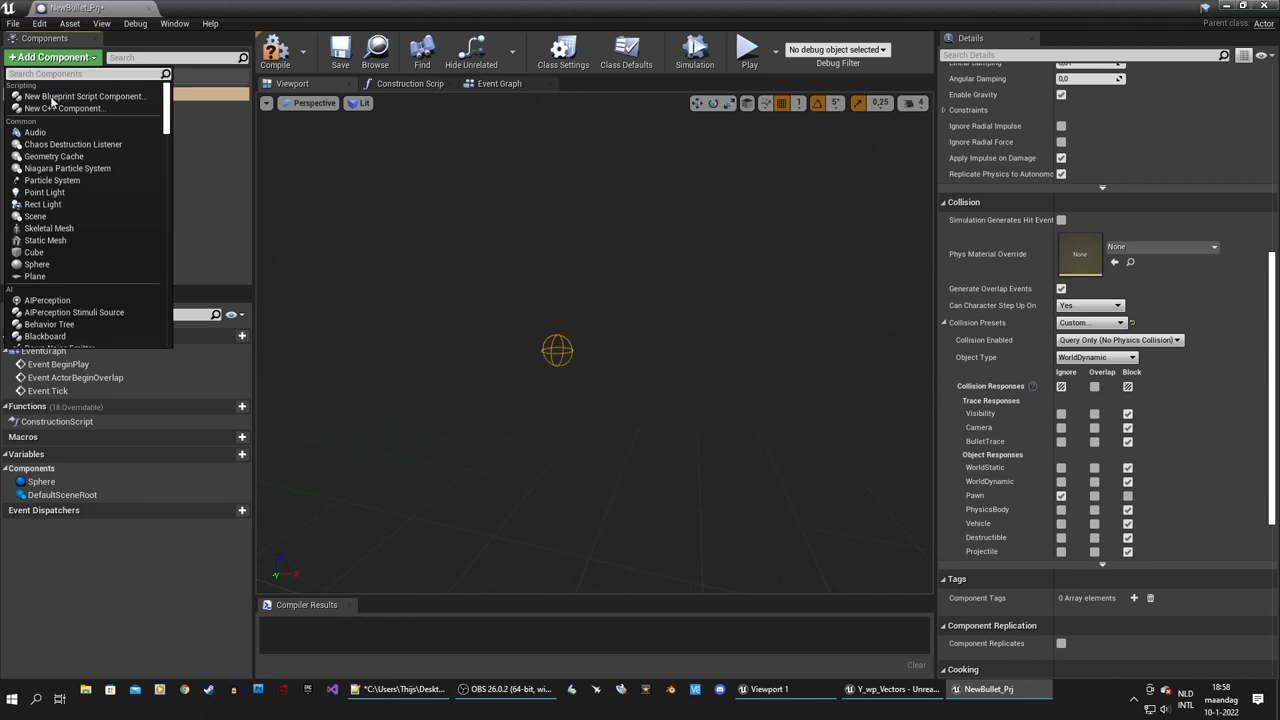 NewBullet_Prj*
File Edit Asset View Debug Window Help
Parent class: Actor
Components
+Add Component
Search
Search Components
Scripting
New Blueprint Script Component...
New C++ Component...
Common
Audio
Chaos Destruction Listener
Geometry Cache
Niagara Particle System
Particle System
Point Light
Rect Light
Scene
Skeletal Mesh
Static Mesh
Cube
Sphere
Plane
AI
AIPerception
AIPerception Stimuli Source
Behavior Tree
Blackboard
EventGraph
Event BeginPlay
Event ActorBeginOverlap
Event Tick
Functions (18 Overridable)
ConstructionScript
Macros
Variables
Components
Sphere
DefaultSceneRoot
Event Dispatchers
Compile Save Browse Find Hide Unrelated Class Settings Class Defaults Simulation Play
No debug object selected
Debug Filter
Viewport Construction Scrip Event Graph
Perspective Lit
5° 0,25 4
Compiler Results
Clear
Details
Search Details
Angular Damping 0,0
Enable Gravity
Constraints
Ignore Radial Impulse
Ignore Radial Force
Apply Impulse on Damage
Replicate Physics to Autonomo
Collision
Simulation Generates Hit Event
Phys Material Override None None
Generate Overlap Events
Can Character Step Up On Yes
Collision Presets Custom...
Collision Enabled Query Only (No Physics Collision)
Object Type WorldDynamic
Ignore Overlap Block
Collision Responses
Trace Responses
Visibility
Camera
BulletTrace
Object Responses
WorldStatic
WorldDynamic
Pawn
PhysicsBody
Vehicle
Destructible
Projectile
Tags
Component Tags 0 Array elements
Component Replication
Component Replicates
Cooking
*C:\Users\Thijs\Deskt... OBS 26.0.2 (64-bit, wi... Viewport 1 Y_wp_Vectors - Unrea... NewBullet_Prj
NLD
INTL
18:58
maandag
10-1-2022